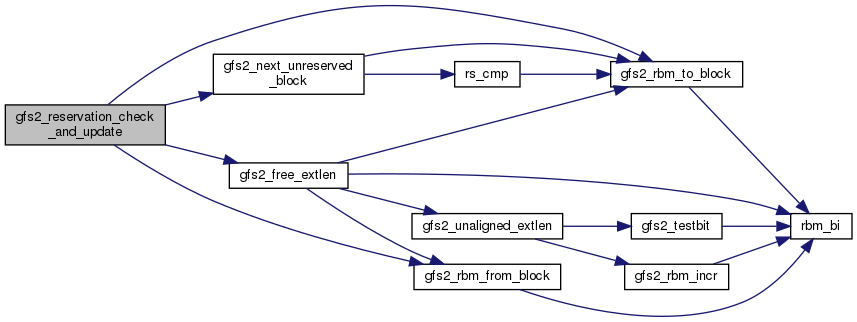 gfs2_reservation_check
_and_update
gfs2_next_unreserved
_block
rs_cmp
gfs2_rbm_to_block
gfs2_free_extlen
gfs2_unaligned_extlen
gfs2_testbit
rbm_bi
gfs2_rbm_from_block
gfs2_rbm_incr